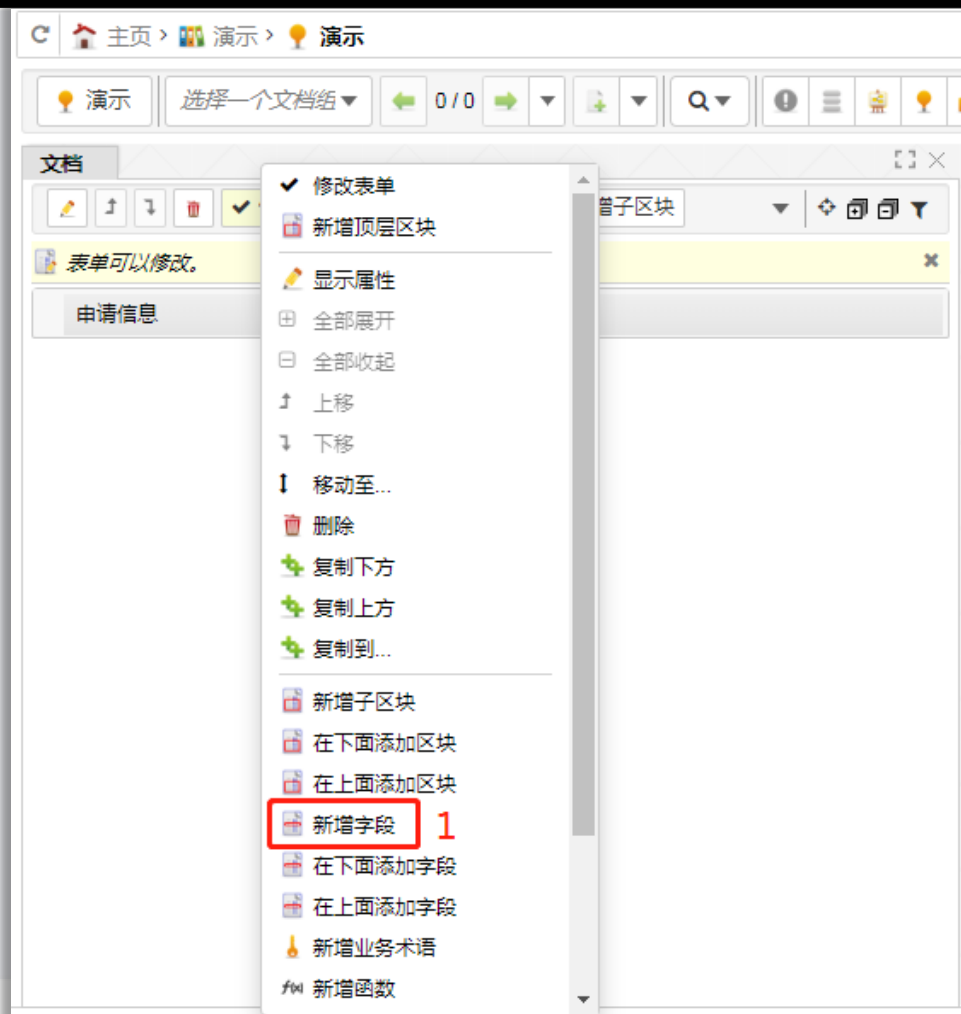 主页 > 演示 > 演示
演示 选择一个文档组 0/0
文档
增子区块
表单可以修改。
申请信息
修改表单
新增顶层区块
显示属性
全部展开
全部收起
上移
下移
移动至...
删除
复制下方
复制上方
复制到...
新增子区块
在下面添加区块
在上面添加区块
新增字段 1
在下面添加字段
在上面添加字段
新增业务术语
f(x) 新增函数